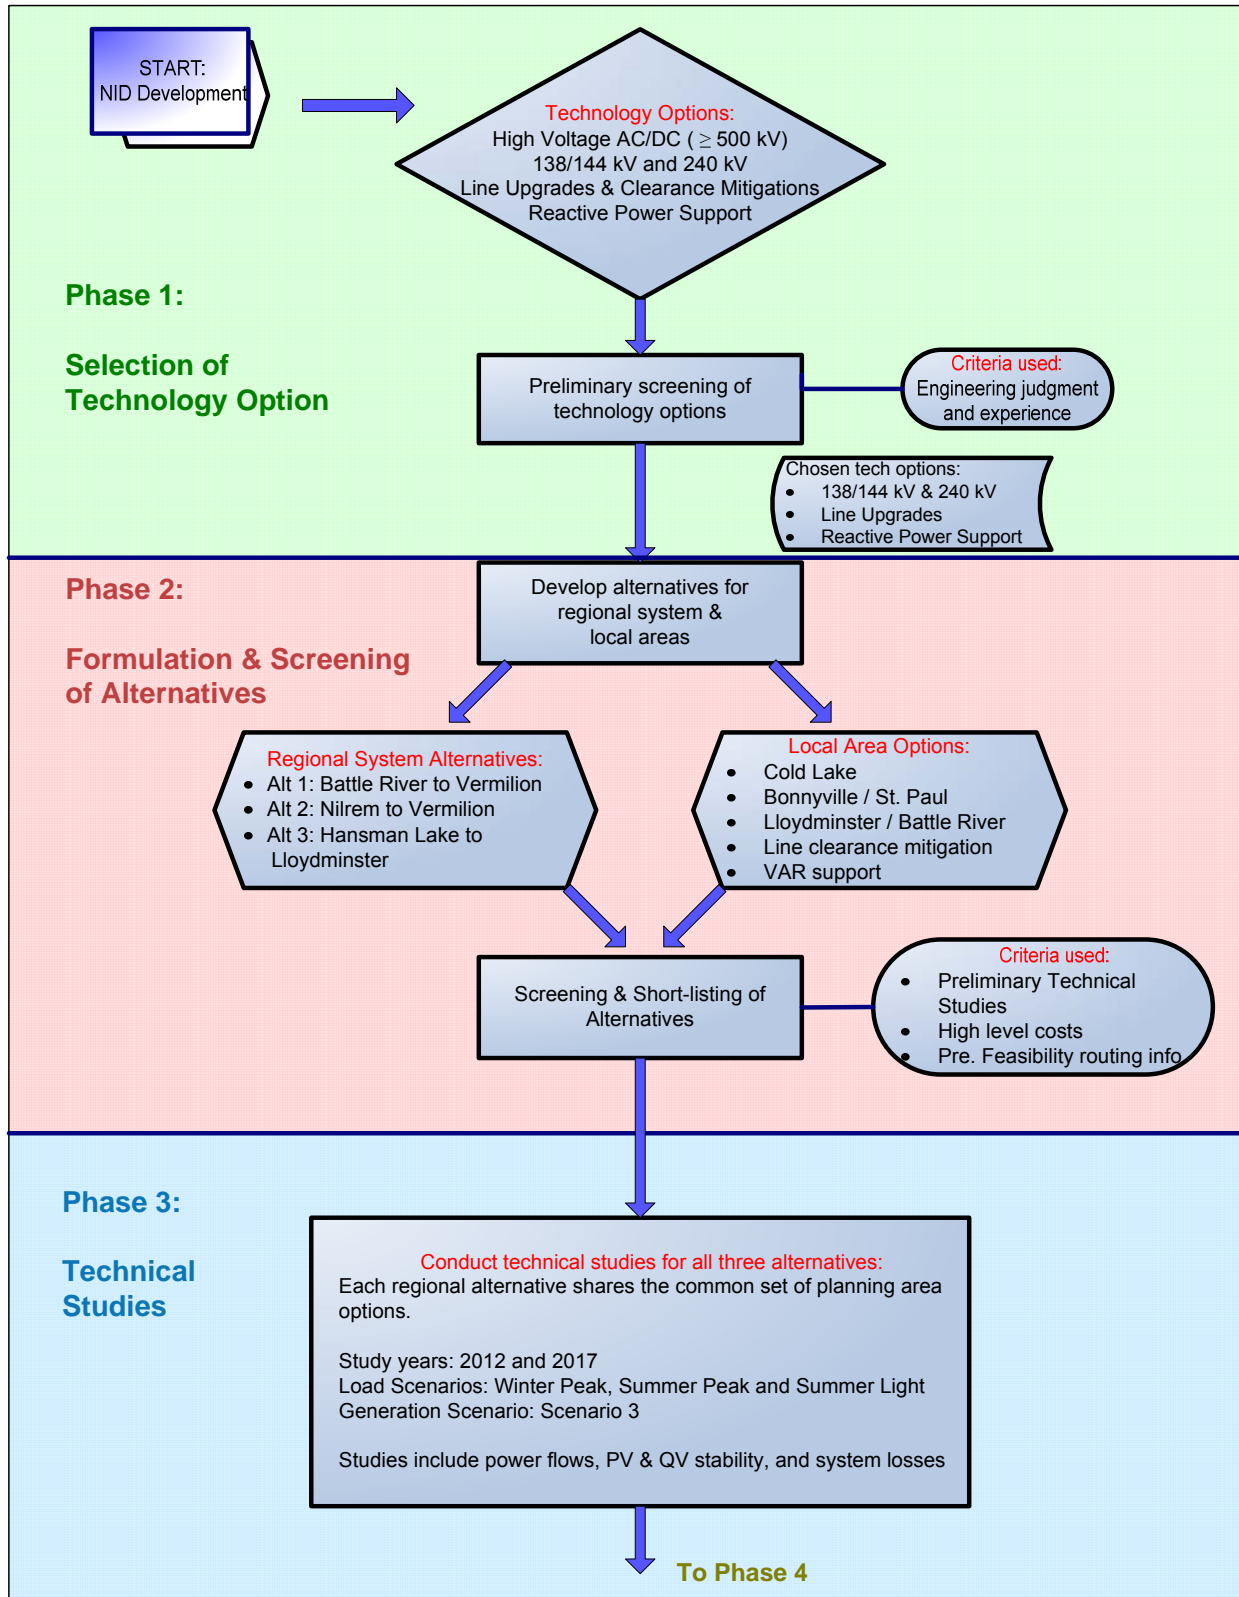 START:
NID Development
Technology Options:
High Voltage AC/DC ( ≥ 500 kV)
138/144 kV and 240 kV
Line Upgrades & Clearance Mitigations
Reactive Power Support
Phase 1:
Selection of
Technology Option
Preliminary screening of
technology options
Criteria used:
Engineering judgment
and experience
Chosen tech options:
• 138/144 kV & 240 kV
• Line Upgrades
• Reactive Power Support
Phase 2:
Formulation & Screening
of Alternatives
Develop alternatives for
regional system &
local areas
Regional System Alternatives:
• Alt 1: Battle River to Vermilion
• Alt 2: Nilrem to Vermilion
• Alt 3: Hansman Lake to
Lloydminster
Local Area Options:
• Cold Lake
• Bonnyville / St. Paul
• Lloydminster / Battle River
• Line clearance mitigation
• VAR support
Screening & Short-listing of
Alternatives
Criteria used:
• Preliminary Technical
Studies
• High level costs
• Pre. Feasibility routing info
Phase 3:
Technical
Studies
Conduct technical studies for all three alternatives:
Each regional alternative shares the common set of planning area
options.
Study years: 2012 and 2017
Load Scenarios: Winter Peak, Summer Peak and Summer Light
Generation Scenario: Scenario 3
Studies include power flows, PV & QV stability, and system losses
To Phase 4